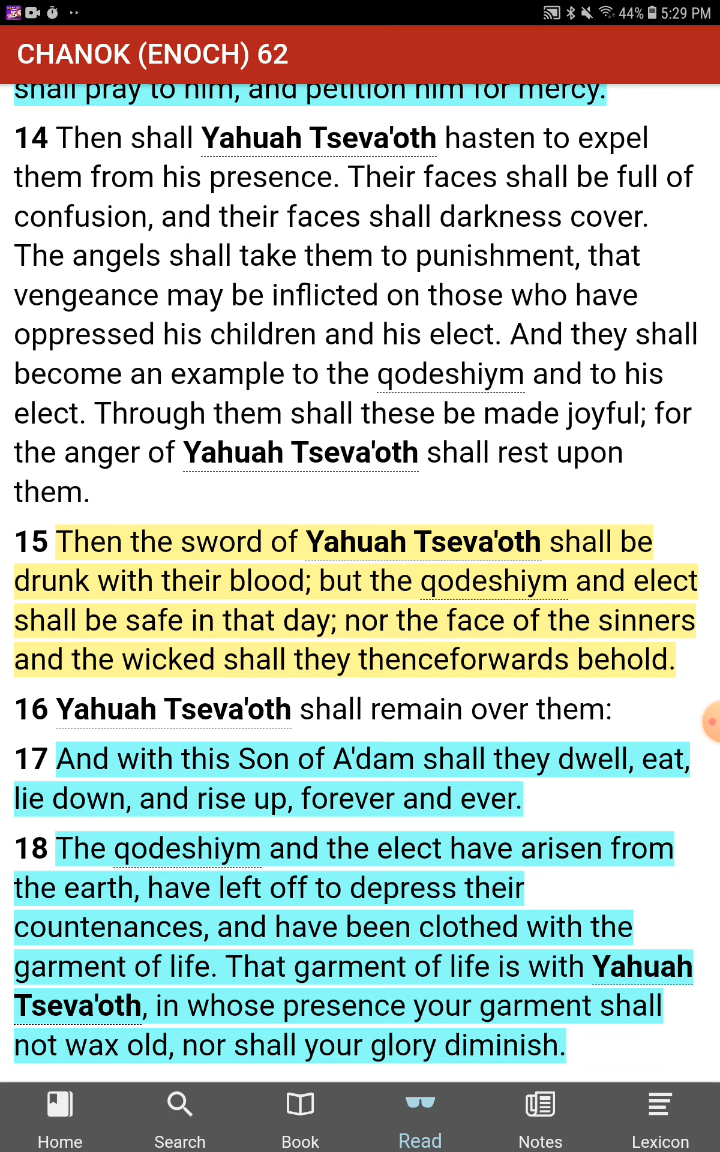 44% 5:29 PM
CHANOK (ENOCH) 62
shall pray to him, and petition him for mercy.
14 Then shall Yahuah Tseva'oth hasten to expel
them from his presence. Their faces shall be full of
confusion, and their faces shall darkness cover.
The angels shall take them to punishment, that
vengeance may be inflicted on those who have
oppressed his children and his elect. And they shall
become an example to the qodeshiym and to his
elect. Through them shall these be made joyful; for
the anger of Yahuah Tseva'oth shall rest upon
them.
15 Then the sword of Yahuah Tseva'oth shall be
drunk with their blood; but the qodeshiym and elect
shall be safe in that day; nor the face of the sinners
and the wicked shall they thenceforwards behold.
16 Yahuah Tseva'oth shall remain over them:
17 And with this Son of A'dam shall they dwell, eat,
lie down, and rise up, forever and ever.
18 The qodeshiym and the elect have arisen from
the earth, have left off to depress their
countenances, and have been clothed with the
garment of life. That garment of life is with Yahuah
Tseva'oth, in whose presence your garment shall
not wax old, nor shall your glory diminish.
Home Search Book Read Notes Lexicon